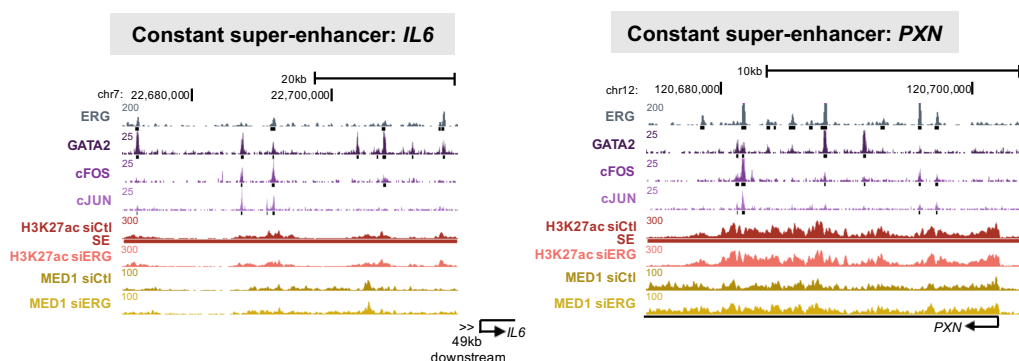 Constant super-enhancer: IL6
20kb
chr7: 22,680,000 22,700,000
ERG 200
GATA2 25
cFOS 25
cJUN 25
H3K27ac siCtl 300
SE
H3K27ac siERG 300
MED1 siCtl 100
MED1 siERG 100
>>
49kb
downstream
IL6
Constant super-enhancer: PXN
10kb
chr12: 120,680,000 120,700,000
ERG 200
GATA2 25
cFOS 25
cJUN 25
H3K27ac siCtl 300
SE
H3K27ac siERG 300
MED1 siCtl 100
MED1 siERG 100
PXN